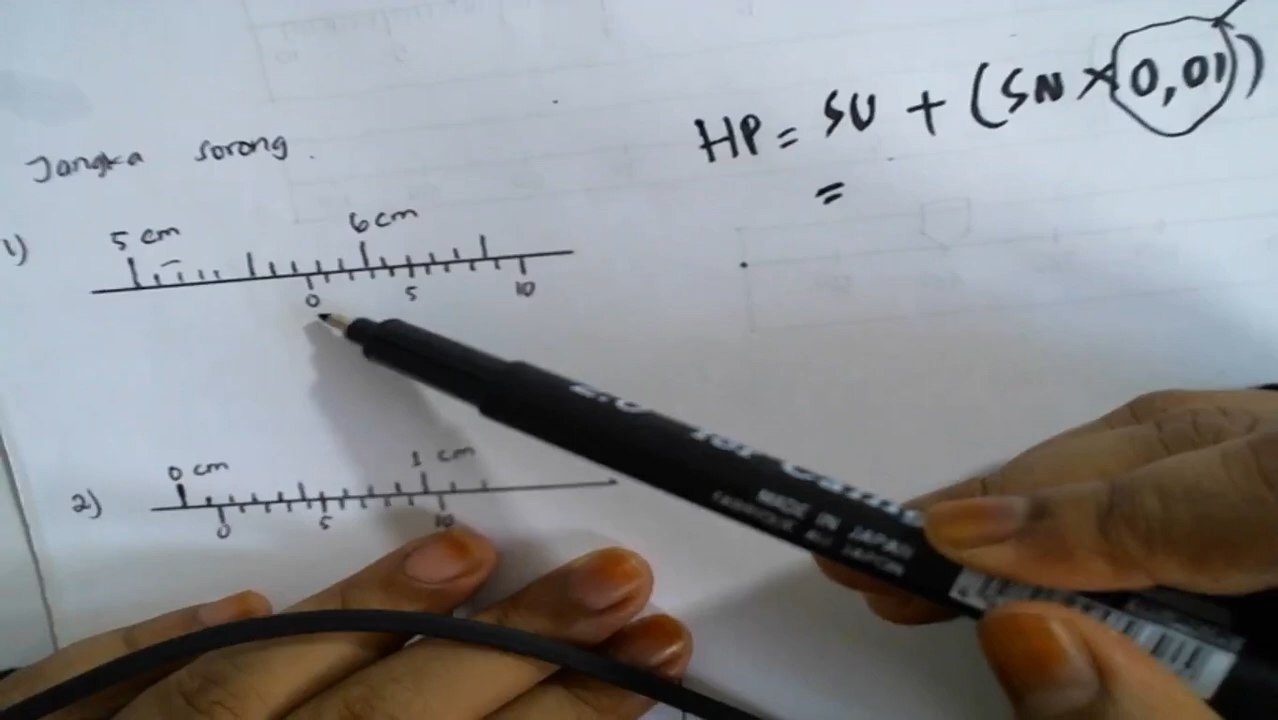 Jangka sorong.
HP = SU + (SN × 0,01)
=
1)
5 cm 6 cm
0 5 10
2)
0 cm 1 cm
0 5 10
MADE IN JAPAN